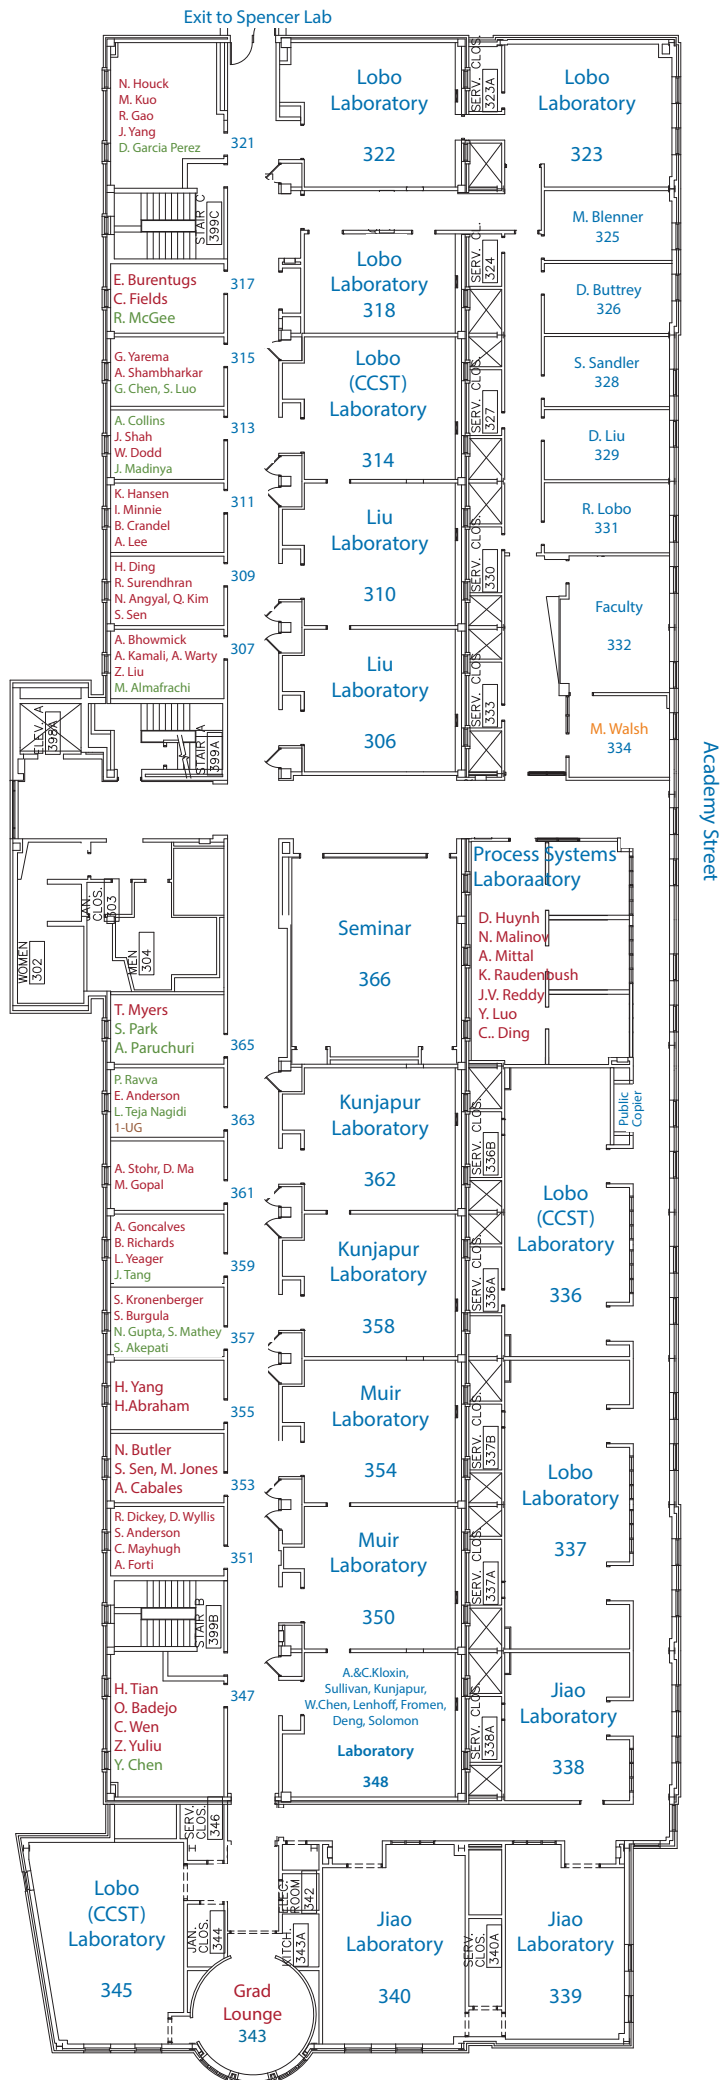 Exit to Spencer Lab
N. Houck
M. Kuo
R. Gao
J. Yang
D. Garcia Perez
321
Lobo
Laboratory
322
SERV. CLOS.
323A
Lobo
Laboratory
323
STAIR C
399C
M. Blenner
325
E. Burentugs
C. Fields
R. McGee
317
Lobo
Laboratory
318
SERV. CL.
324
D. Buttrey
326
G. Yarema
A. Shambharkar
G. Chen, S. Luo
315
Lobo
(CCST)
Laboratory
314
SERV. CLOS.
327
S. Sandler
328
A. Collins
J. Shah
W. Dodd
J. Madinya
313
D. Liu
329
K. Hansen
I. Minnie
B. Crandel
A. Lee
311
Liu
Laboratory
310
SERV. CLOS.
330
R. Lobo
331
H. Ding
R. Surendhran
N. Angyal, Q. Kim
S. Sen
309
Faculty
332
A. Bhowmick
A. Kamali, A. Warty
Z. Liu
M. Almafrachi
307
Liu
Laboratory
306
SERV. CLOS.
333
ELEV. A
398A
STAIR A
399A
M. Walsh
334
Academy Street
WOMEN
302
JAN.
CLOS.
303
MEN
304
Seminar
366
Process Systems
Laboraatory
D. Huynh
N. Malinov
A. Mittal
K. Raudenbush
J.V. Reddy
Y. Luo
C.. Ding
T. Myers
S. Park
A. Paruchuri
365
P. Ravva
E. Anderson
L. Teja Nagidi
1-UG
363
Kunjapur
Laboratory
362
SERV. CLOS.
336B
Public
Copier
A. Stohr, D. Ma
M. Gopal
361
Lobo
(CCST)
Laboratory
336
A. Goncalves
B. Richards
L. Yeager
J. Tang
359
Kunjapur
Laboratory
358
SERV. CLOS.
336A
S. Kronenberger
S. Burgula
N. Gupta, S. Mathey
S. Akepati
357
H. Yang
H.Abraham
355
Muir
Laboratory
354
SERV. CLOS.
337B
N. Butler
S. Sen, M. Jones
A. Cabales
353
Lobo
Laboratory
337
R. Dickey, D. Wyllis
S. Anderson
C. Mayhugh
A. Forti
351
Muir
Laboratory
350
SERV. CLOS.
337A
STAIR B
399B
H. Tian
O. Badejo
C. Wen
Z. Yuliu
Y. Chen
347
A.&C.Kloxin,
Sullivan, Kunjapur,
W.Chen, Lenhoff, Fromen,
Deng, Solomon
Laboratory
348
SERV. CLOS.
338A
Jiao
Laboratory
338
SERV.
CLOS.
346
Lobo
(CCST)
Laboratory
345
JAN.
CLOS.
344
ELEC.
ROOM
342
KITCH.
343A
Grad
Lounge
343
Jiao
Laboratory
340
SERV.
CLOS.
340A
Jiao
Laboratory
339